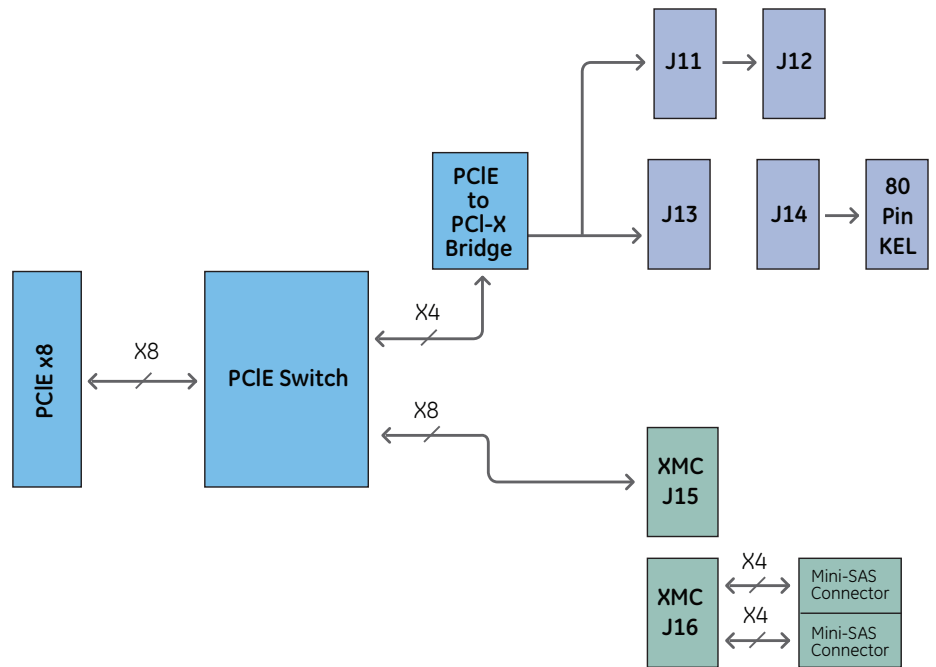 J11
J12
PCIE
to
PCI-X
Bridge
J13
J14
80
Pin
KEL
X4
PCIE x8
X8
PCIE Switch
X8
XMC
J15
XMC
J16
X4
Mini-SAS
Connector
X4
Mini-SAS
Connector